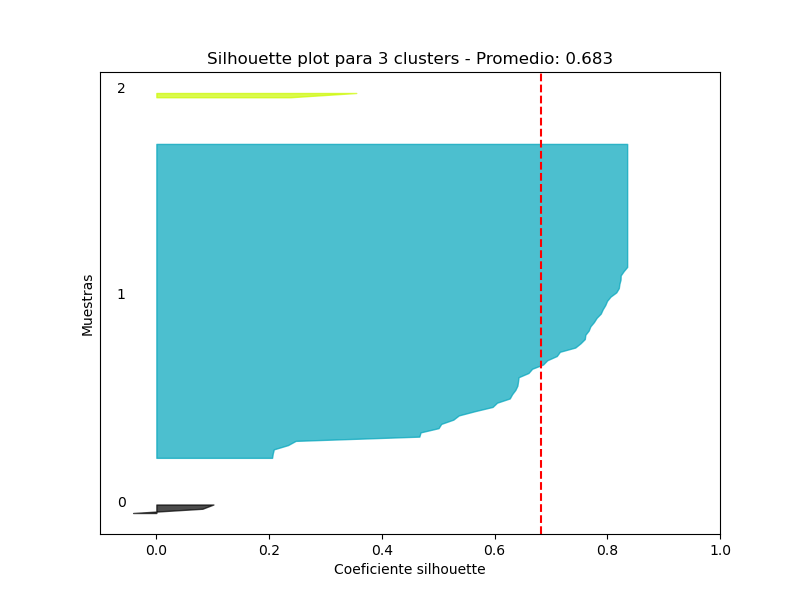 Silhouette plot para 3 clusters - Promedio: 0.683
2
1
0
Muestras
0.0 0.2 0.4 0.6 0.8 1.0
Coeficiente silhouette